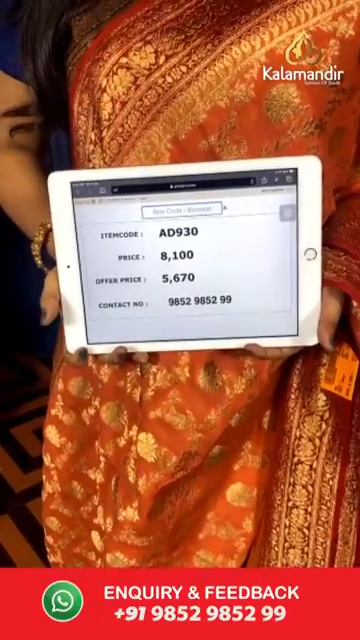 Kalamandir
ITEMCODE : AD930
PRICE : 8,100
OFFER PRICE : 5,670
CONTACT NO : 9852 9852 99
ENQUIRY & FEEDBACK
+91 9852 9852 99